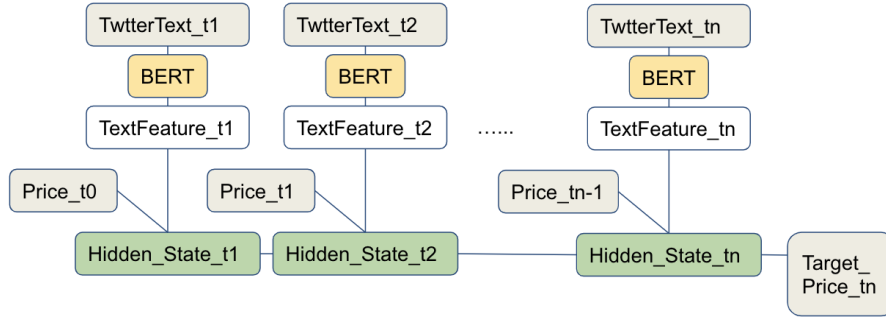 TwtterText_t1
TwtterText_t2
TwtterText_tn
BERT
BERT
BERT
TextFeature_t1
TextFeature_t2
......
TextFeature_tn
Price_t0
Price_t1
Price_tn-1
Hidden_State_t1
Hidden_State_t2
Hidden_State_tn
Target_
Price_tn